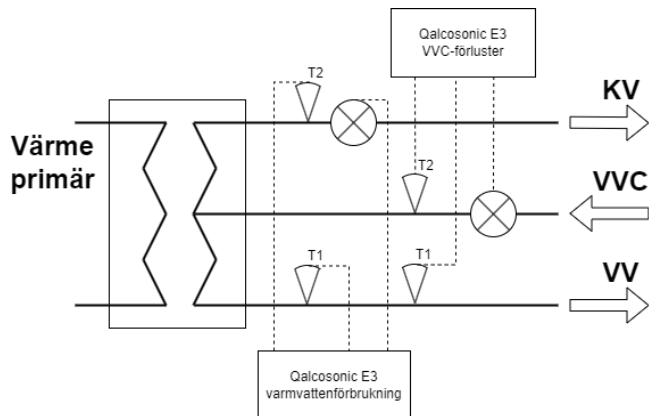 Qalcosonic E3
VVC-förluster
T2
KV
Värme
primär
T2
VVC
T1
T1
VV
Qalcosonic E3
varmvattenförbrukning